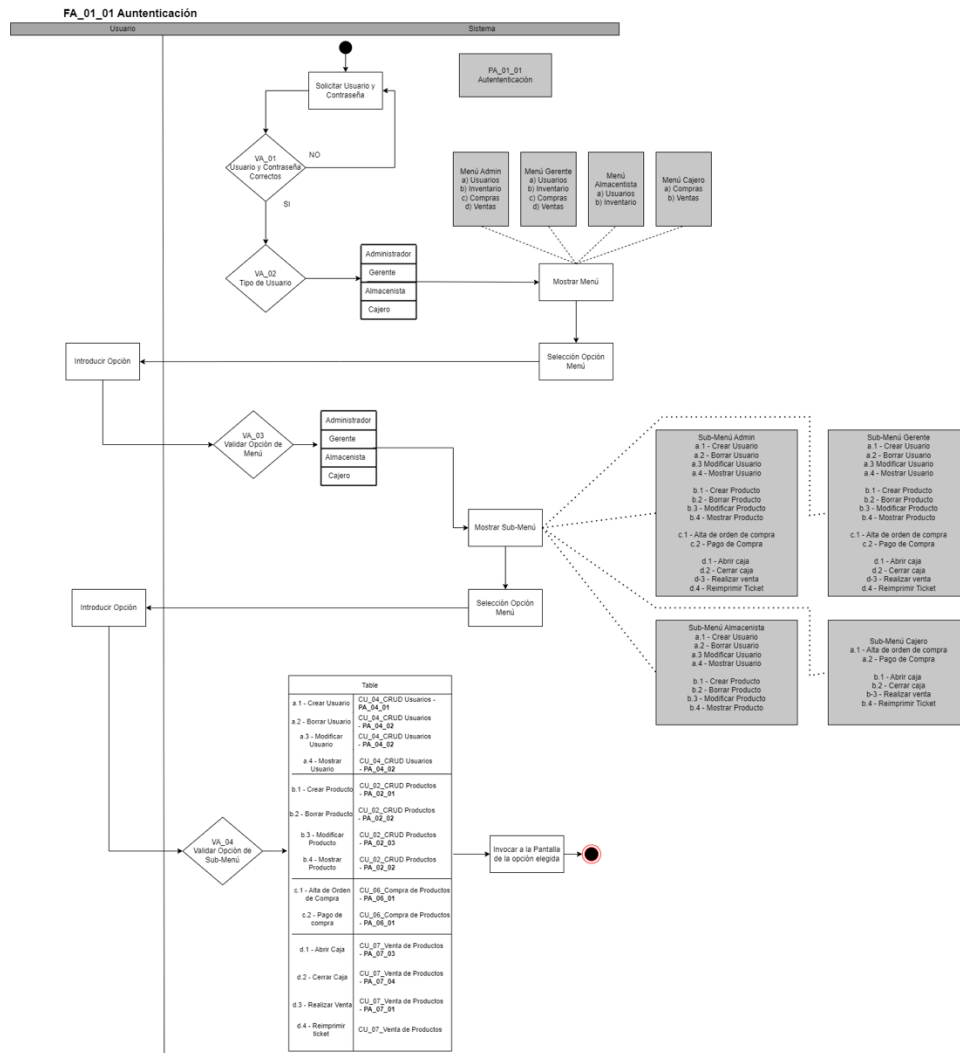 FA_01_01 Auntenticación
Usuario
Sistema
Solicitar Usuario y
Contraseña
PA_01_01
Autententicación
VA_01
Usuario y Contraseña
Correctos
NO
SI
Menú Admin
a) Usuarios
b) Inventario
c) Compras
d) Ventas
Menú Gerente
a) Usuarios
b) Inventario
c) Compras
d) Ventas
Menú
Almacentista
a) Usuarios
b) Inventario
Menú Cajero
a) Compras
b) Ventas
VA_02
Tipo de Usuario
Administrador
Gerente
Almacenista
Cajero
Mostrar Menú
Introducir Opción
Selección Opción
Menú
VA_03
Validar Opción de
Menú
Administrador
Gerente
Almacenista
Cajero
Mostrar Sub-Menú
Sub-Menú Admin
a.1 - Crear Usuario
a.2 - Borrar Usuario
a.3 Modificar Usuario
a.4 - Mostrar Usuario
b.1 - Crear Producto
b.2 - Borrar Producto
b.3 - Modificar Producto
b.4 - Mostrar Producto
c.1 - Alta de orden de compra
c.2 - Pago de Compra
d.1 - Abrir caja
d.2 - Cerrar caja
d-3 - Realizar venta
d.4 - Reimprimir Ticket
Sub-Menú Gerente
a.1 - Crear Usuario
a.2 - Borrar Usuario
a.3 Modificar Usuario
a.4 - Mostrar Usuario
b.1 - Crear Producto
b.2 - Borrar Producto
b.3 - Modificar Producto
b.4 - Mostrar Producto
c.1 - Alta de orden de compra
c.2 - Pago de Compra
d.1 - Abrir caja
d.2 - Cerrar caja
d-3 - Realizar venta
d.4 - Reimprimir Ticket
Introducir Opción
Selección Opción
Menú
Sub-Menú Almacenista
a.1 - Crear Usuario
a.2 - Borrar Usuario
a.3 Modificar Usuario
a.4 - Mostrar Usuario
b.1 - Crear Producto
b.2 - Borrar Producto
b.3 - Modificar Producto
b.4 - Mostrar Producto
Sub-Menú Cajero
a.1 - Alta de orden de compra
a.2 - Pago de Compra
b.1 - Abrir caja
b.2 - Cerrar caja
b-3 - Realizar venta
b.4 - Reimprimir Ticket
VA_04
Validar Opción de
Sub-Menú
Table
a.1 - Crear Usuario
CU_04_CRUD Usuarios -
PA_04_01
a.2 - Borrar Usuario
CU_04_CRUD Usuarios
- PA_04_02
a.3 - Modificar
Usuario
CU_04_CRUD Usuarios
- PA_04_02
a.4 - Mostrar
Usuario
CU_04_CRUD Usuarios
- PA_04_02
b.1 - Crear Producto
CU_02_CRUD Productos
- PA_02_01
b.2 - Borrar Producto
CU_02_CRUD Productos
- PA_02_02
b.3 - Modificar
Producto
CU_02_CRUD Productos
- PA_02_03
b.4 - Mostrar
Producto
CU_02_CRUD Productos
- PA_02_02
c.1 - Alta de Orden
de Compra
CU_06_Compra de Productos
- PA_06_01
c.2 - Pago de
compra
CU_06_Compra de Productos
- PA_06_01
d.1 - Abrir Caja
CU_07_Venta de Productos
- PA_07_03
d.2 - Cerrar Caja
CU_07_Venta de Productos
- PA_07_04
d.3 - Realizar Venta
CU_07_Venta de Productos
- PA_07_01
d.4 - Reimprimir
ticket
CU_07_Venta de Productos
Invocar a la Pantalla
de la opción elegida